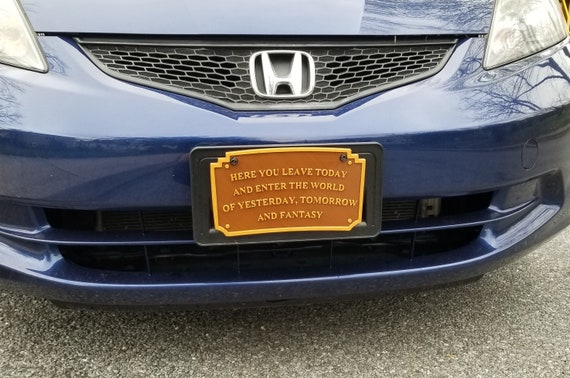 HERE YOU LEAVE TODAY
AND ENTER THE WORLD
OF YESTERDAY, TOMORROW
AND FANTASY